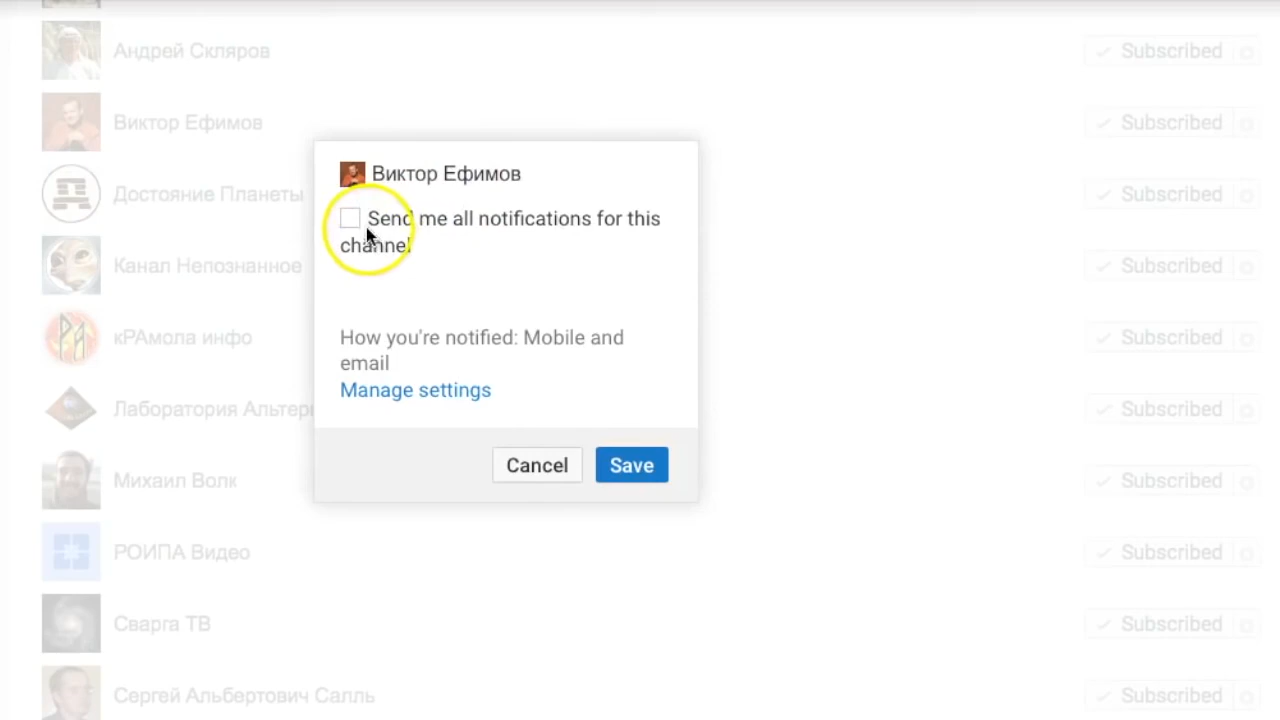 Андрей Скляров Subscribed
Виктор Ефимов Subscribed
Виктор Ефимов
Достояние Планеты Subscribed
Send me all notifications for this
channel
Канал Непознанное Subscribed
кРАмола инфо Subscribed
How you're notified: Mobile and
email
Manage settings
Лаборатория Subscribed
Cancel Save
Михаил Волк Subscribed
РОИПА Видео Subscribed
Сварга ТВ Subscribed
Сергей Альбертович Салль Subscribed